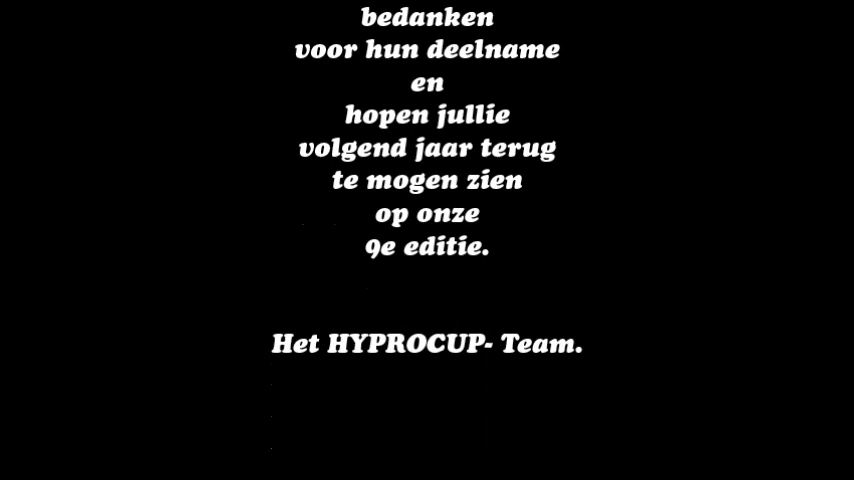 bedanken
voor hun deelname
en
hopen jullie
volgend jaar terug
te mogen zien
op onze
9e editie.
Het HYPROCUP- Team.